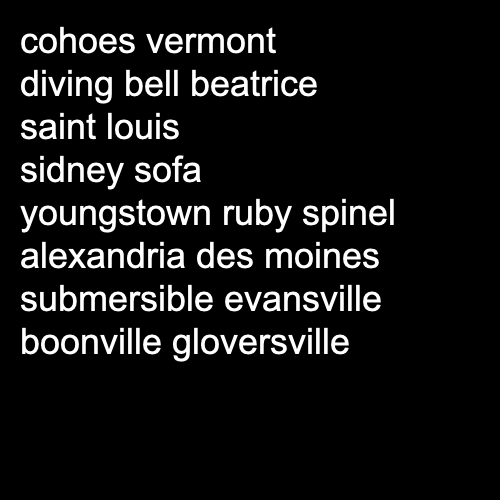 cohoes vermont
diving bell beatrice
saint louis
sidney sofa
youngstown ruby spinel
alexandria des moines
submersible evansville
boonville gloversville